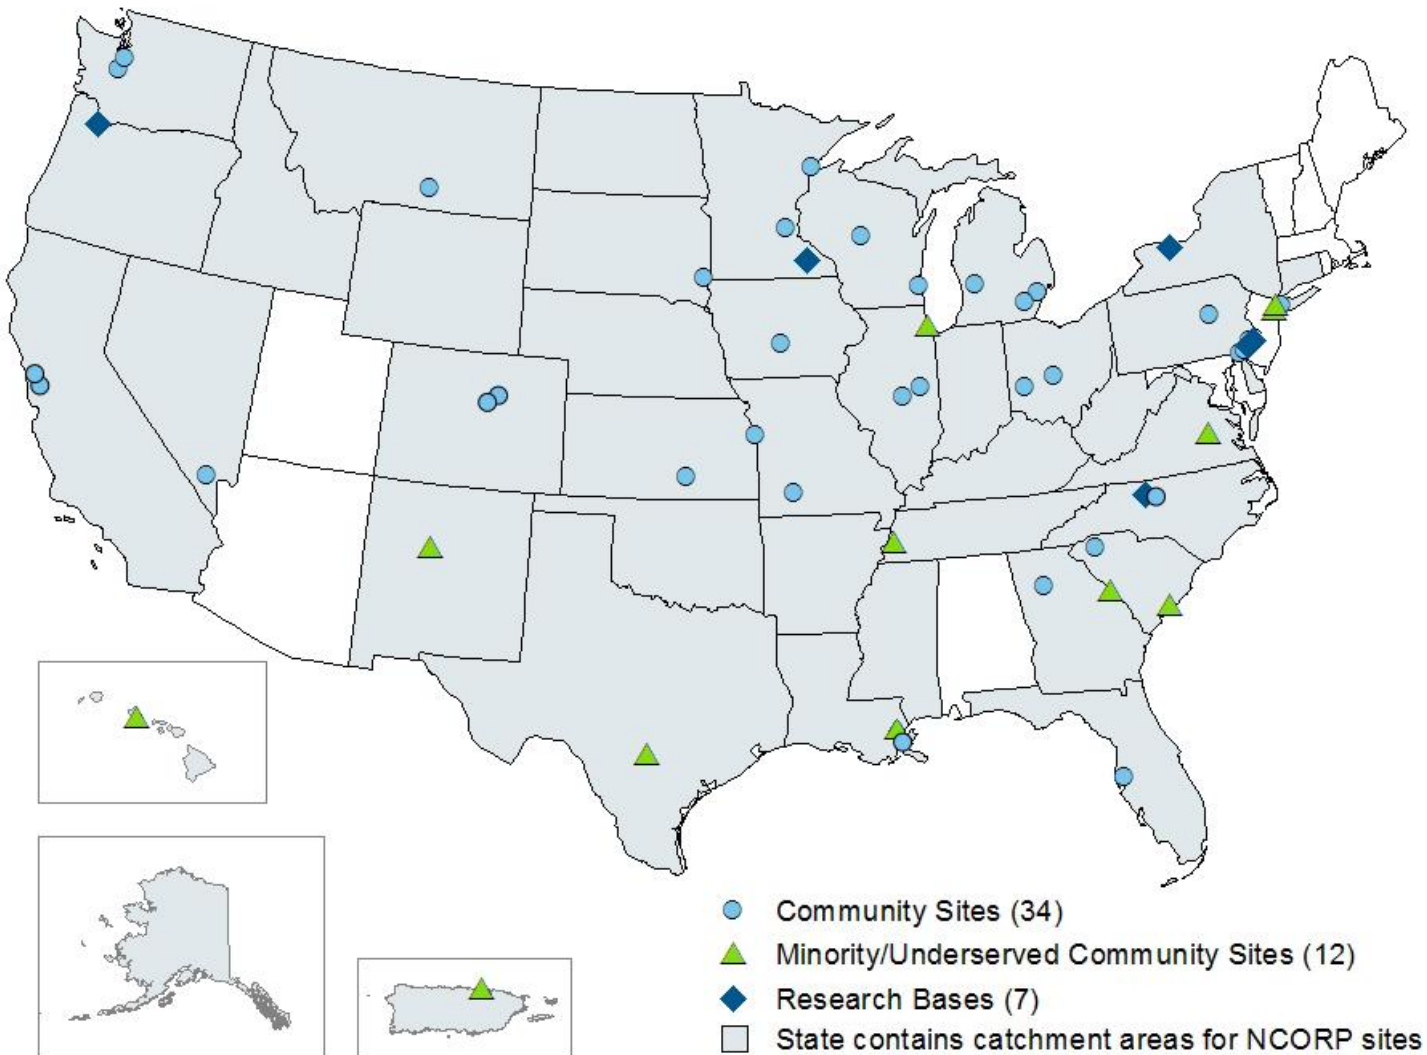 Community Sites (34)
Minority/Underserved Community Sites (12)
Research Bases (7)
State contains catchment areas for NCORP sites